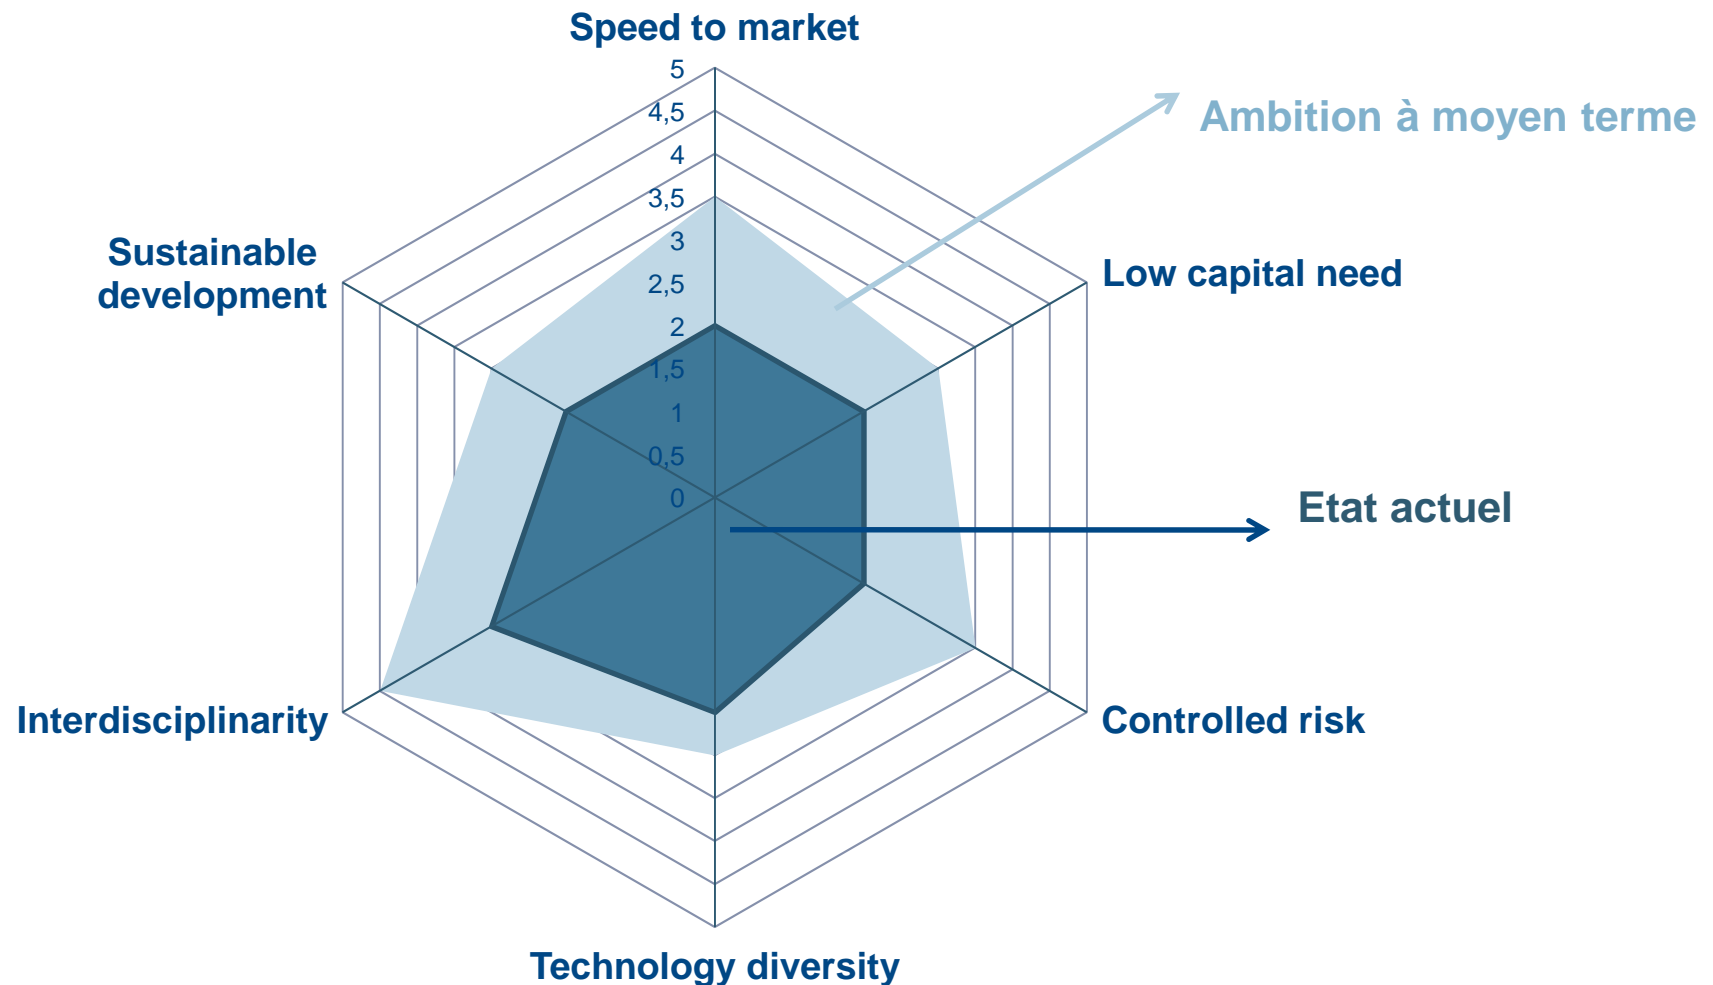 Speed to market
5
4,5
4
3,5
3
2,5
2
1,5
1
0,5
0
Ambition à moyen terme
Low capital need
Etat actuel
Controlled risk
Technology diversity
Interdisciplinarity
Sustainable
development